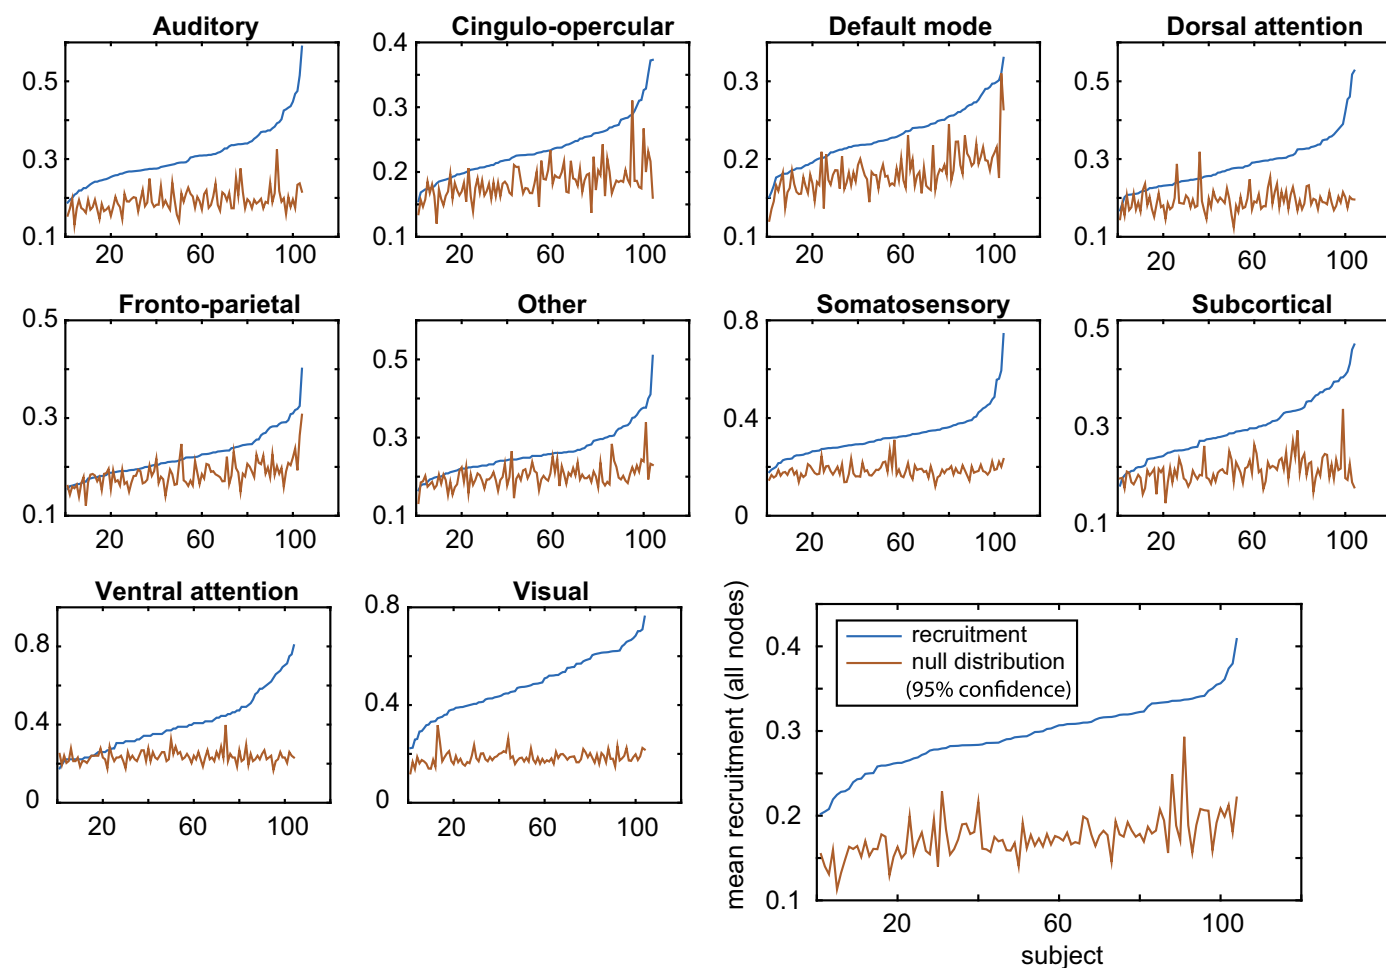 Auditory
Cingulo-opercular
Default mode
Dorsal attention
0.5
0.3
0.1
20 60 100
0.4
0.3
0.2
0.1
20 60 100
0.3
0.2
0.1
20 60 100
0.5
0.3
0.1
20 60 100
Fronto-parietal
Other
Somatosensory
Subcortical
0.5
0.3
0.1
20 60 100
0.5
0.3
0.1
20 60 100
0.8
0.4
0
20 60 100
0.5
0.3
0.1
20 60 100
Ventral attention
Visual
0.8
0.4
0
20 60 100
0.8
0.4
0
20 60 100
mean recruitment (all nodes)
0.4
0.3
0.2
0.1
recruitment
null distribution
(95% confidence)
20 60 100
subject